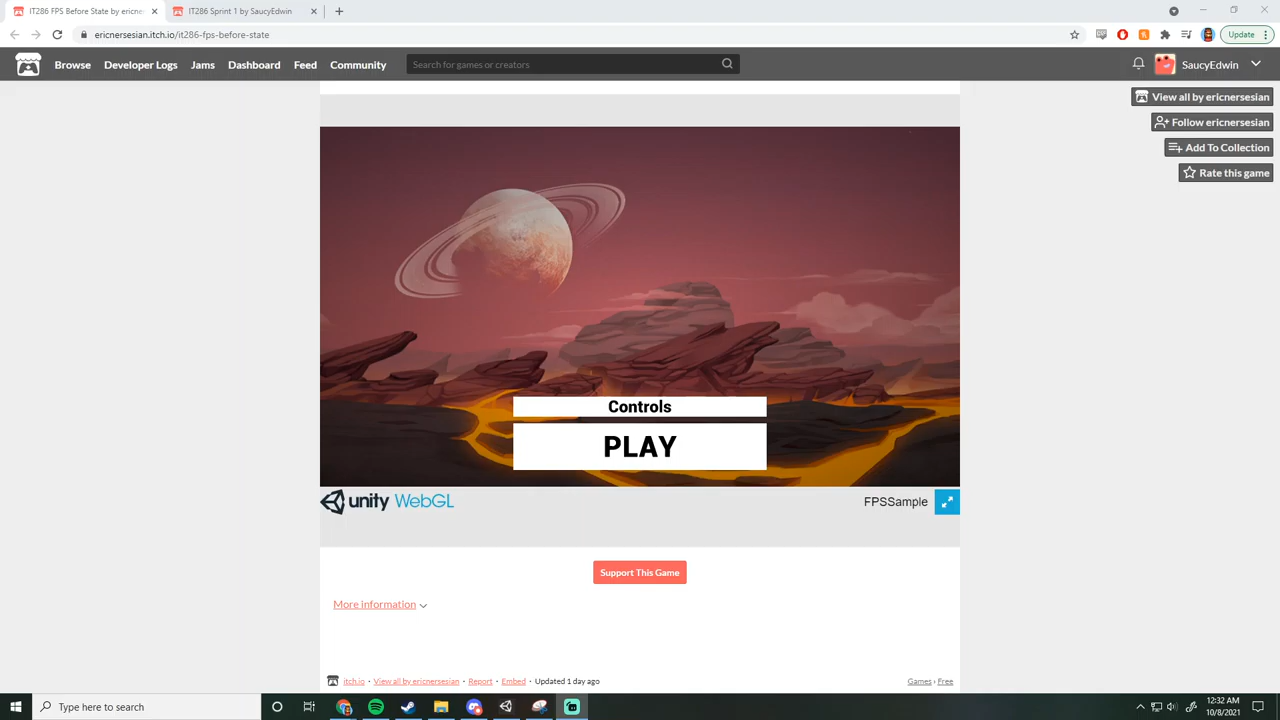 IT286 FPS Before State by ericner
IT286 Sprint 1 by SaucyEdwin
ericnersesian.itch.io/it286-fps-before-state
Update
Browse
Developer Logs
Jams
Dashboard
Feed
Community
Search for games or creators
SaucyEdwin
View all by ericnersesian
Follow ericnersesian
Add To Collection
Rate this game
Controls
PLAY
unity WebGL
FPSSample
Support This Game
More information
itch.io · View all by ericnersesian · Report · Embed · Updated 1 day ago
Games › Free
Type here to search
12:32 AM
10/8/2021